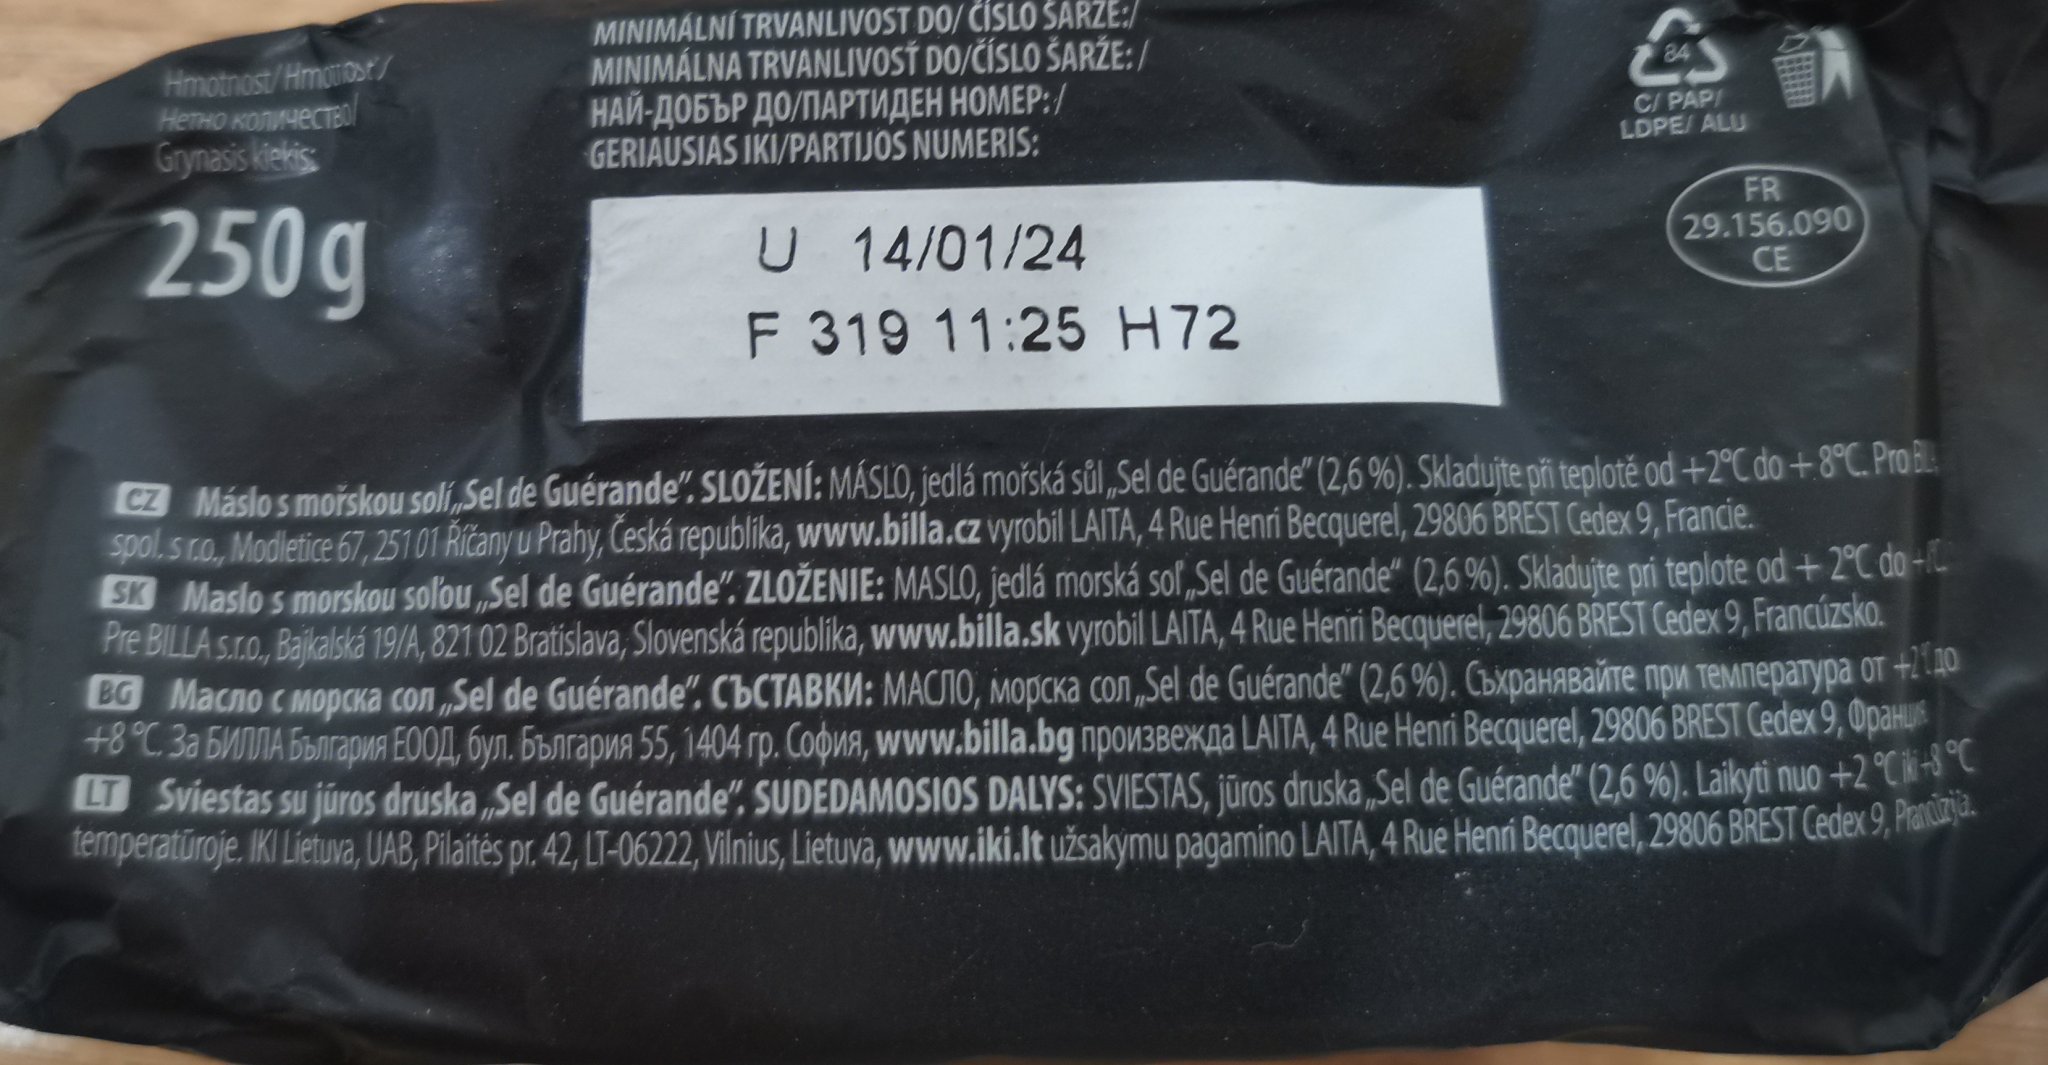 Hmotnost/Hmotnosť/
Нетно количество/
Grynasis kiekis:
250 g
MINIMÁLNÍ TRVANLIVOST DO/ ČÍSLO ŠARŽE:/
MINIMÁLNA TRVANLIVOSŤ DO/ČÍSLO ŠARŽE: /
НАЙ-ДОБЪР ДО/ПАРТИДЕН НОМЕР: /
GERIAUSIAS IKI/PARTIJOS NUMERIS:
U 14/01/24
F 319 11:25 H72
84
C/ PAP/
LDPE/ ALU
FR
29.156.090
CE
CZ Máslo s mořskou solí „Sel de Guérande". SLOŽENÍ: MÁSLO, jedlá mořská sůl „Sel de Guérande" (2,6 %). Skladujte při teplotě od +2°C do + 8°C. Pro
spol. s r.o., Modletice 67, 251 01 Říčany u Prahy, Česká republika, www.billa.cz vyrobil LAITA, 4 Rue Henri Becquerel, 29806 BREST Cedex 9, Francie.
SK Maslo s morskou soľou „Sel de Guérande". ZLOŽENIE: MASLO, jedlá morská soľ „Sel de Guérande" (2,6 %). Skladujte pri teplote od + 2°C do
Pre BILLA s.r.o., Bajkalská 19/A, 821 02 Bratislava, Slovenská republika, www.billa.sk vyrobil LAITA, 4 Rue Henri Becquerel, 29806 BREST Cedex 9, Francúzsko.
BG Масло с морска сол „Sel de Guérande". СЪСТАВКИ: МАСЛО, морска сол „Sel de Guérande" (2,6 %). Съхранявайте при температура от +2°C до
+8 °C. За БИЛЛА България ЕООД, бул. България 55, 1404 гр. София, www.billa.bg произвежда LAITA, 4 Rue Henri Becquerel, 29806 BREST Cedex 9, Франция
LT Sviestas su jūros druska „Sel de Guérande". SUDEDAMOSIOS DALYS: SVIESTAS, jūros druska „Sel de Guérande" (2,6 %). Laikyti nuo +2 °C iki +8 °C
temperatūroje. IKI Lietuva, UAB, Pilaitės pr. 42, LT-06222, Vilnius, Lietuva, www.iki.lt užsakymu pagamino LAITA, 4 Rue Henri Becquerel, 29806 BREST Cedex 9, Prancūzija.